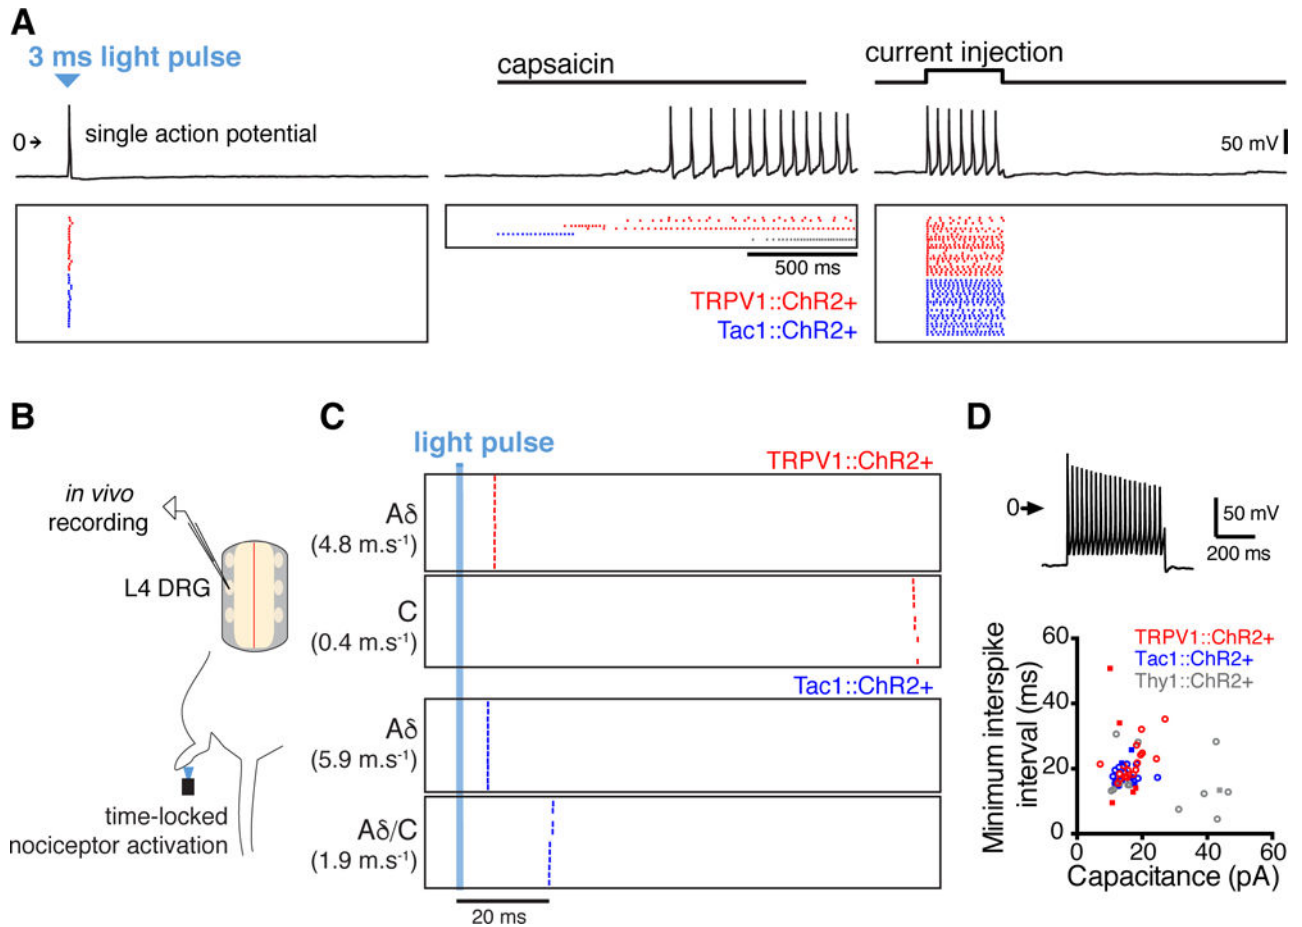 A
3 ms light pulse
capsaicin
current injection
0
single action potential
50 mV
500 ms
TRPV1::ChR2+
Tac1::ChR2+
B
C
D
light pulse
TRPV1::ChR2+
in vivo
recording
L4 DRG
time-locked
nociceptor activation
Aδ
(4.8 m.s⁻¹)
C
(0.4 m.s⁻¹)
Tac1::ChR2+
Aδ
(5.9 m.s⁻¹)
Aδ/C
(1.9 m.s⁻¹)
20 ms
0
50 mV
200 ms
Minimum interspike
interval (ms)
60
40
20
0
TRPV1::ChR2+
Tac1::ChR2+
Thy1::ChR2+
0 20 40 60
Capacitance (pA)